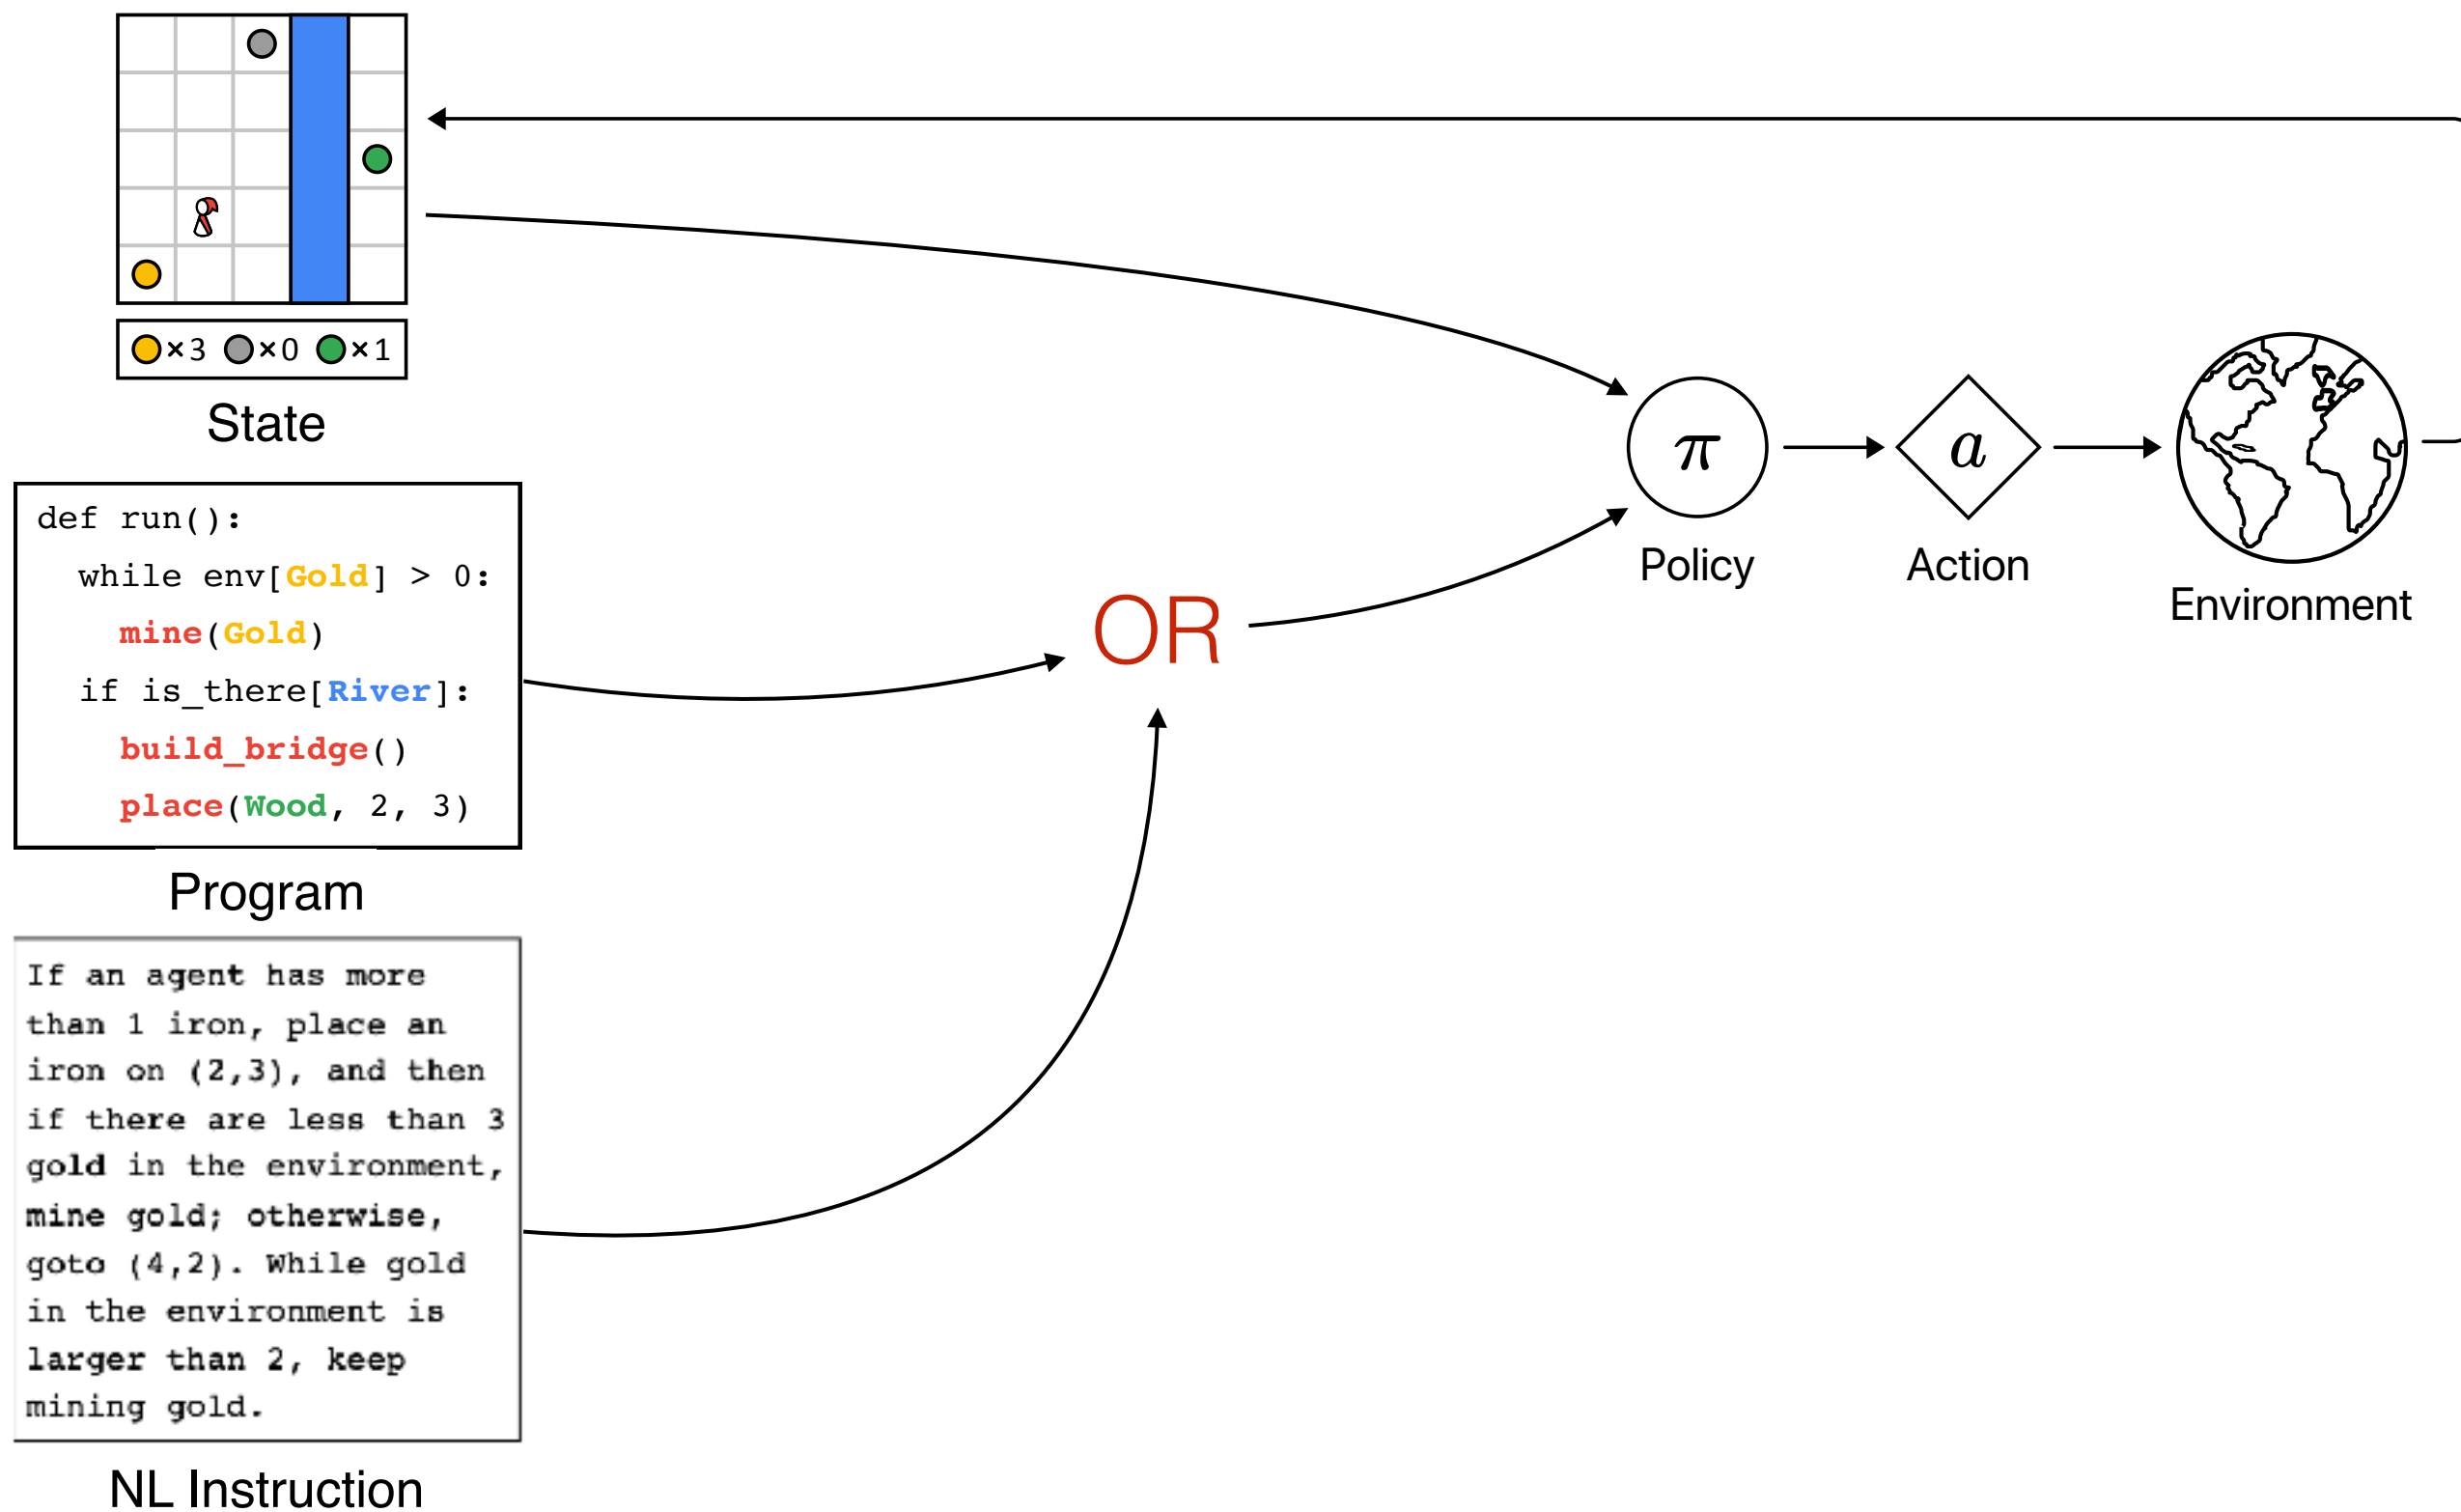 ×3 ×0 ×1
State
def run():
while env[Gold] > 0:
mine(Gold)
if is_there[River]:
build_bridge()
place(Wood, 2, 3)
Program
If an agent has more
than 1 iron, place an
iron on (2,3), and then
if there are less than 3
gold in the environment,
mine gold; otherwise,
goto (4,2). While gold
in the environment is
larger than 2, keep
mining gold.
NL Instruction
OR
π
Policy
a
Action
Environment